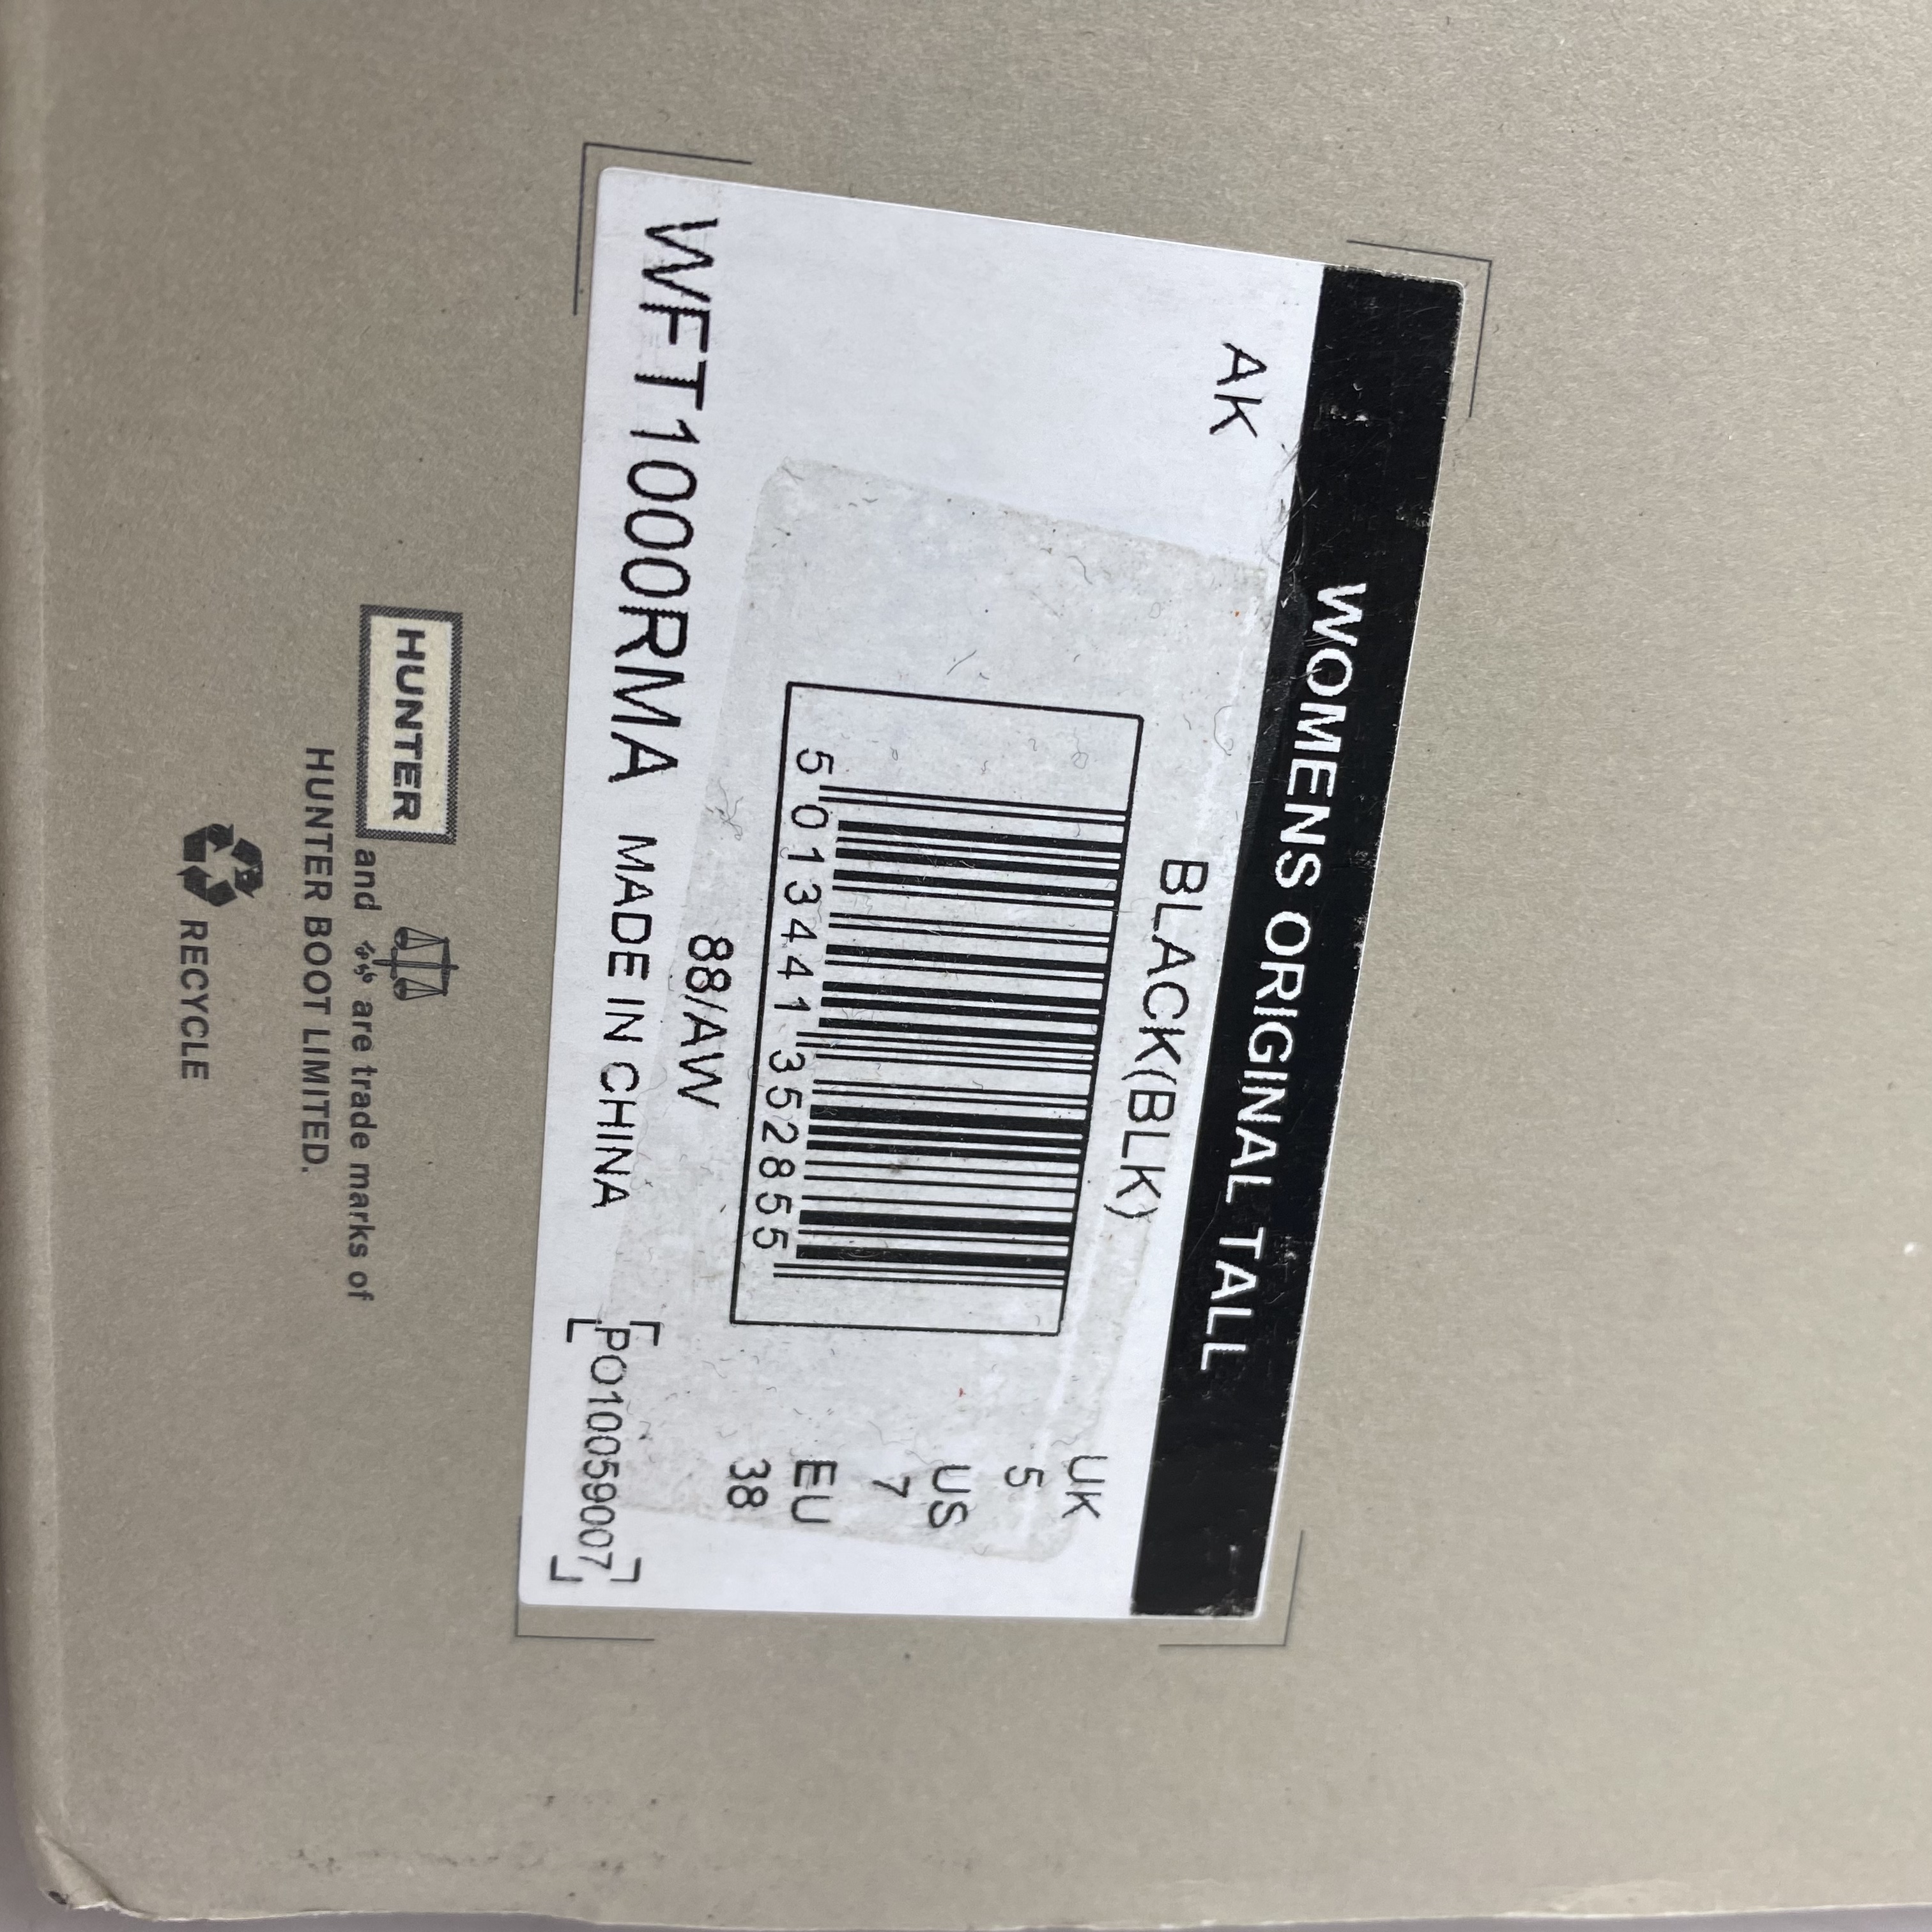 WOMENS ORIGINAL TALL
AK
BLACK(BLK)
UK
5
US
7
EU
38
5 013441 352855
88/AW
WFT1000RMA MADE IN CHINA
PO10059007
HUNTER
and are trade marks of
HUNTER BOOT LIMITED.
RECYCLE